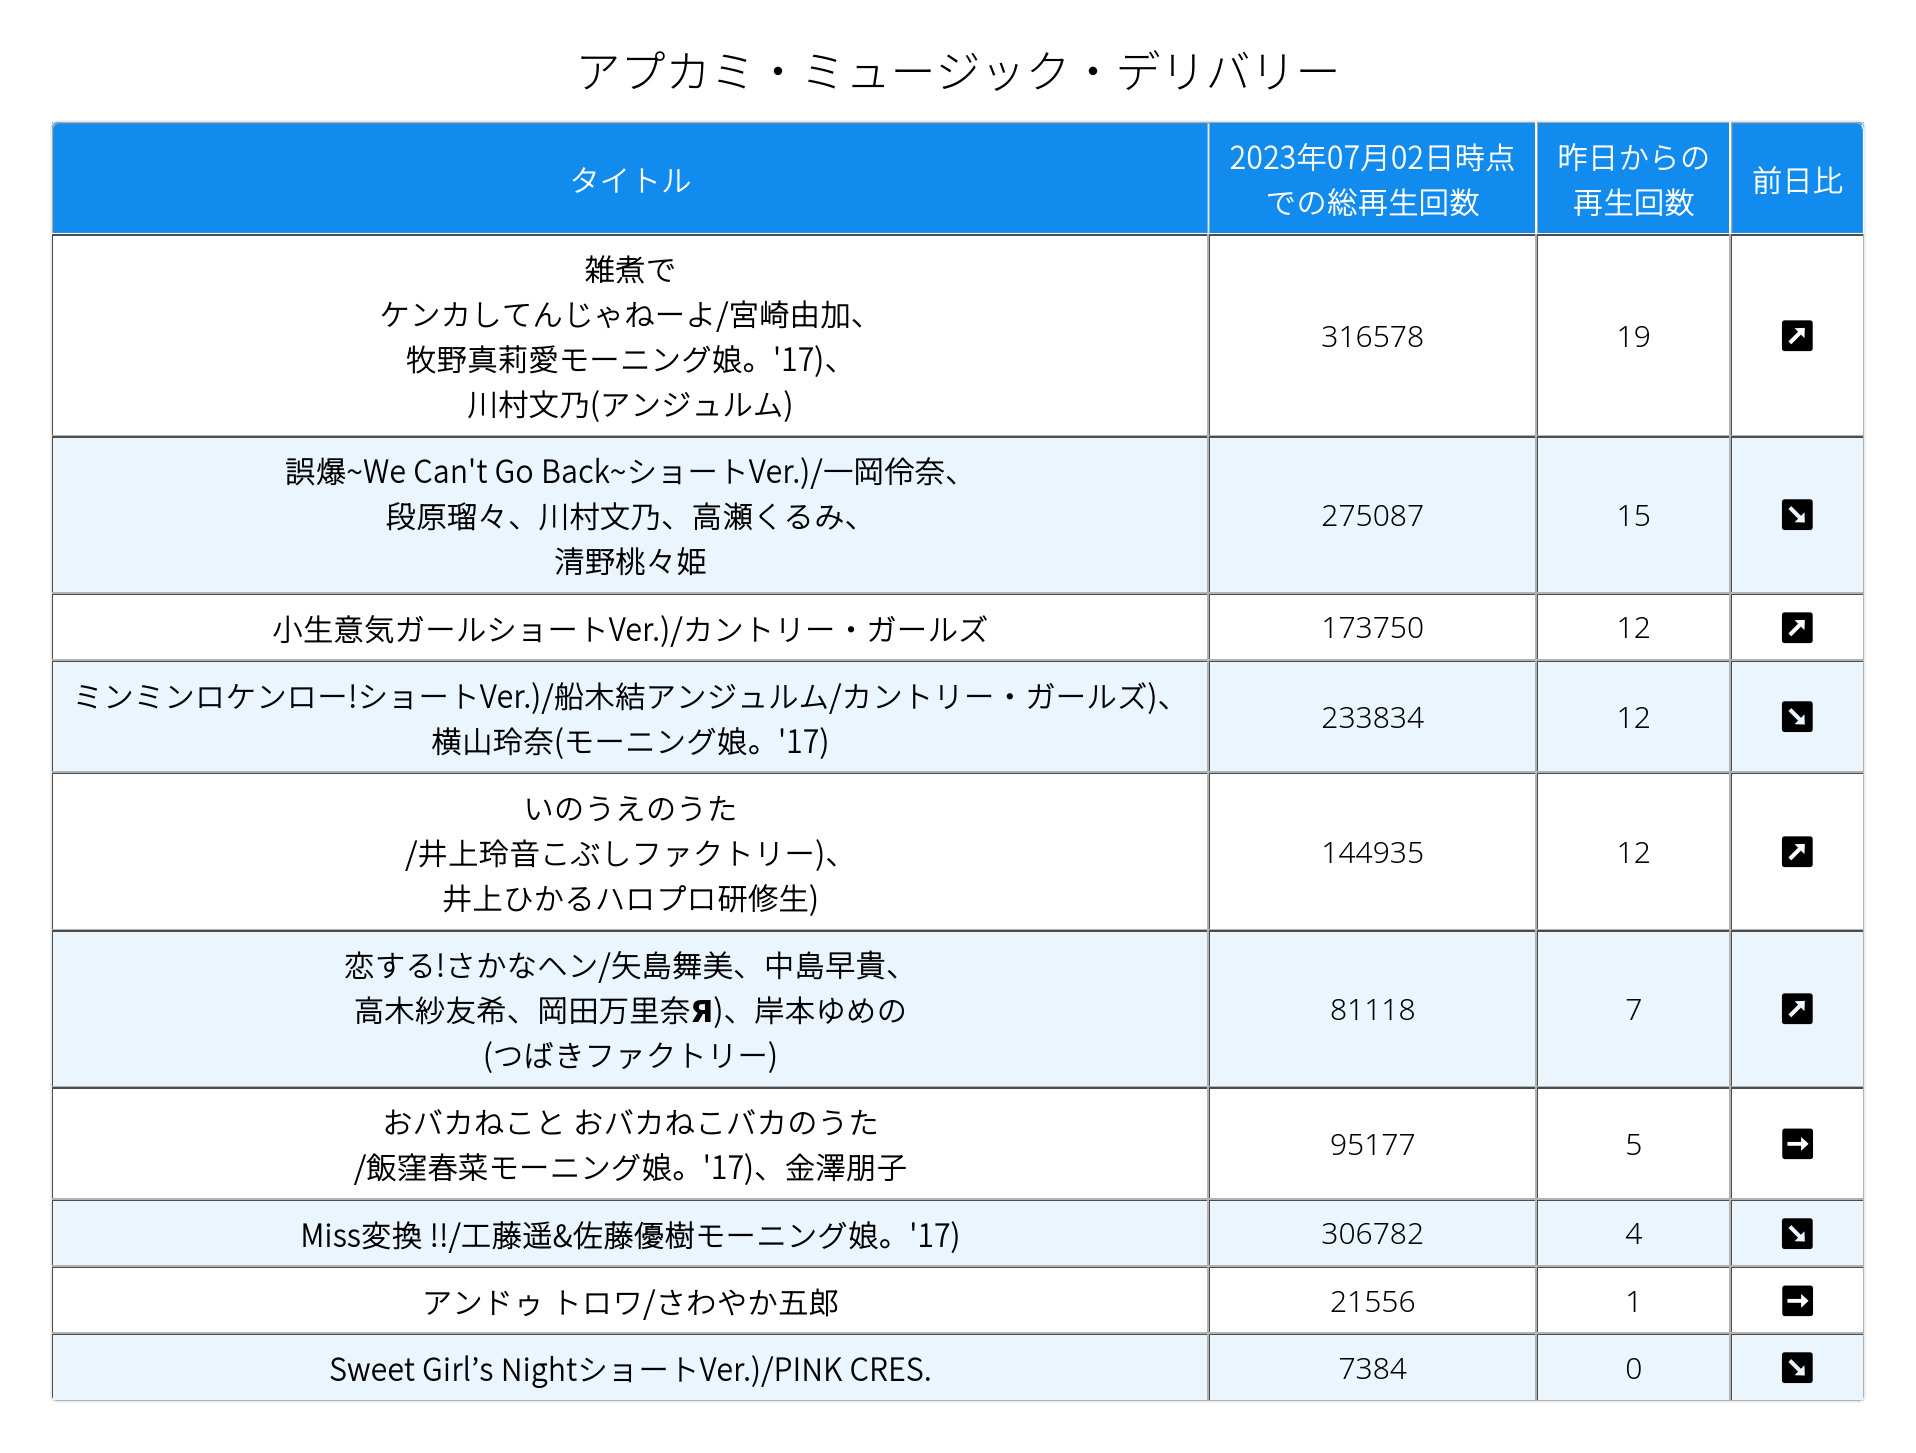 アプカミ・ミュージック・デリバリー
タイトル
2023年07月02日時点
での総再生回数
昨日からの
再生回数
前日比
雑煮で
ケンカしてんじゃねーよ/宮崎由加、
牧野真莉愛モーニング娘。'17)、
川村文乃(アンジュルム)
316578
19
↗
誤爆~We Can't Go Back~ショートVer.)/一岡伶奈、
段原瑠々、川村文乃、高瀬くるみ、
清野桃々姫
275087
15
↘
小生意気ガールショートVer.)/カントリー・ガールズ
173750
12
↗
ミンミンロケンロー!ショートVer.)/船木結アンジュルム/カントリー・ガールズ)、
横山玲奈(モーニング娘。'17)
233834
12
↘
いのうえのうた
/井上玲音こぶしファクトリー)、
井上ひかるハロプロ研修生)
144935
12
↗
恋する!さかなヘン/矢島舞美、中島早貴、
高木紗友希、岡田万里奈Я)、岸本ゆめの
(つばきファクトリー)
81118
7
↗
おバカねこと おバカねこバカのうた
/飯窪春菜モーニング娘。'17)、金澤朋子
95177
5
→
Miss変換 !!/工藤遥&佐藤優樹モーニング娘。'17)
306782
4
↘
アンドゥ トロワ/さわやか五郎
21556
1
→
Sweet Girl’s NightショートVer.)/PINK CRES.
7384
0
↘